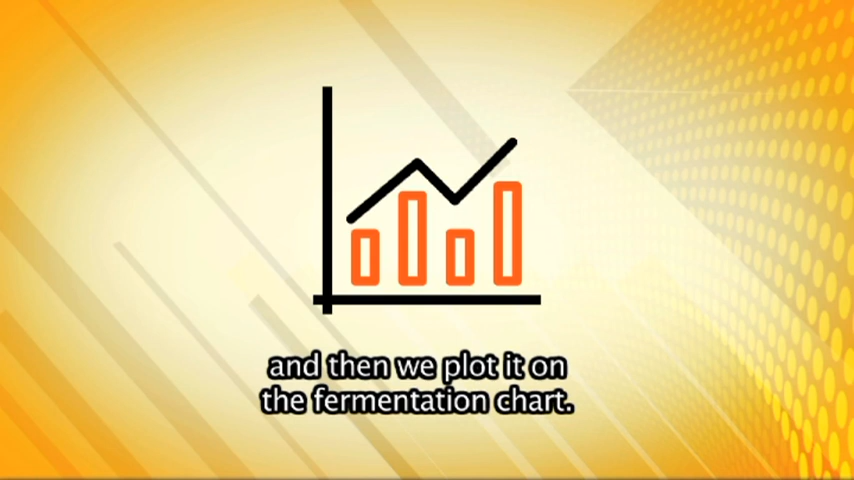 and then we plot it on
the fermentation chart.